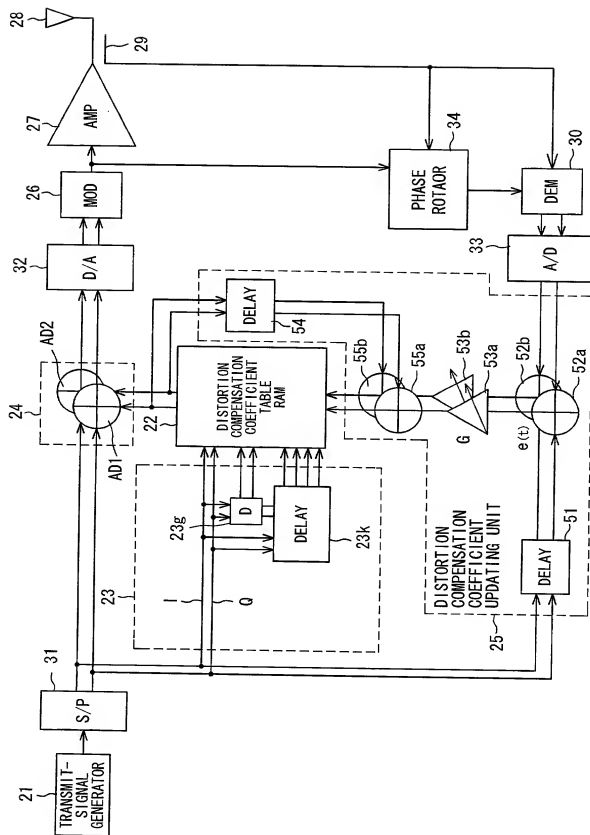 21
TRANSMIT-
SIGNAL
GENERATOR
31
S/P
24
AD2
AD1
32
D/A
26
MOD
27
AMP
28
29
23
I
Q
23g
D
DELAY
23k
22
DISTORTION
COMPENSATION
COEFFICIENT
TABLE
RAM
DELAY
54
34
PHASE
ROTAOR
30
DEM
33
A/D
55b
55a
53b
53a
G
52b
52a
e(t)
51
DELAY
DISTORTION
COMPENSATION
COEFFICIENT
UPDATING UNIT
25